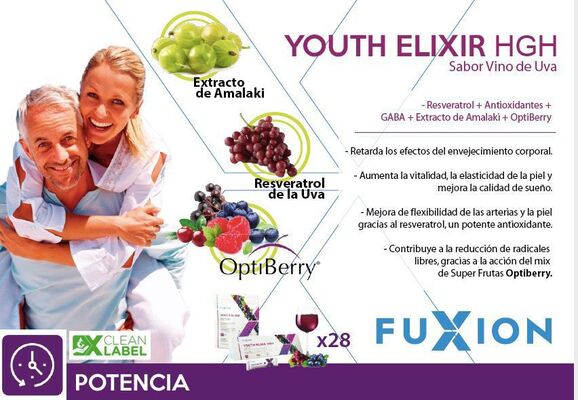 YOUTH ELIXIR HGH
Sabor Vino de Uva
Extracto
de Amalaki
- Resveratrol + Antioxidantes +
GABA + Extracto de Amalaki + OptiBerry
- Retarda los efectos del envejecimiento corporal.
- Aumenta la vitalidad, la elasticidad de la piel y
mejora la calidad de sueño.
Resveratrol
de la Uva
- Mejora de flexibilidad de las arterias y la piel
gracias al resveratrol, un potente antioxidante.
- Contribuye a la reducción de radicales
libres, gracias a la acción del mix
de Super Frutas Optiberry.
OptiBerry®
x28
FUXION
CLEAN
LABEL
POTENCIA